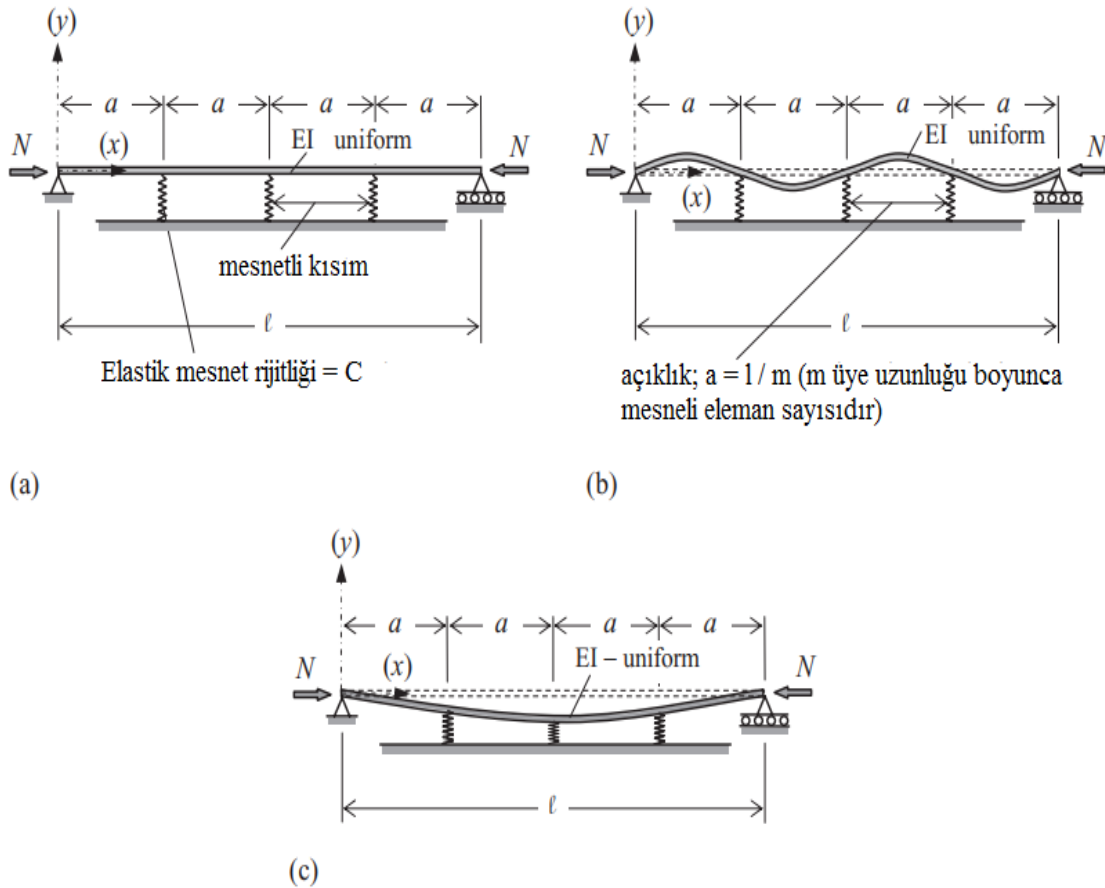 (y)
a a a a
EI uniform
N (x) N
mesnetli kısım
ℓ
Elastik mesnet rijitliği = C
(a)
(y)
a a a a
EI uniform
N (x) N
ℓ
açıklık; a = l / m (m üye uzunluğu boyunca
mesneli eleman sayısıdır)
(b)
(y)
a a a a
EI – uniform
N (x) N
ℓ
(c)